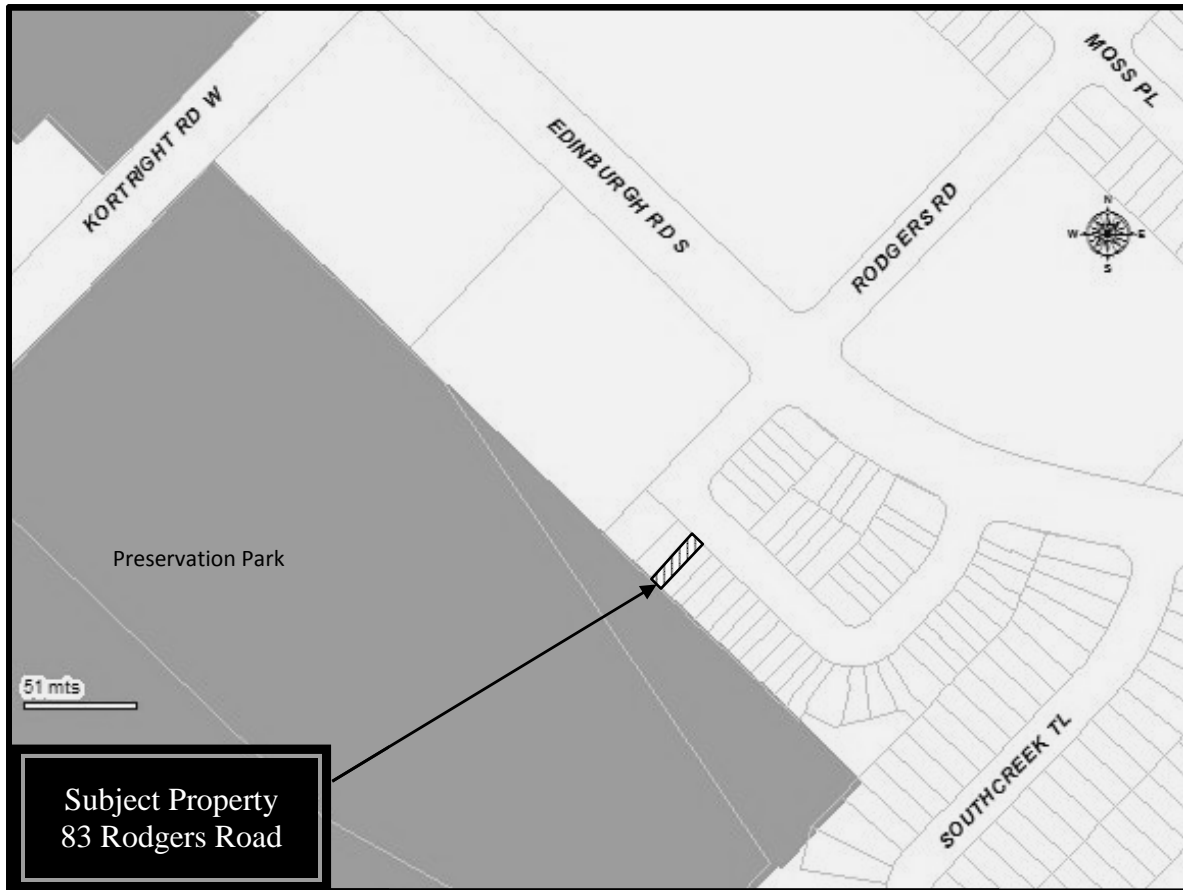 MOSS PL
KORTRIGHT RD W
EDINBURGH RD S
RODGERS RD
N
W E
S
Preservation Park
51 mts
SOUTHCREEK TL
Subject Property
83 Rodgers Road